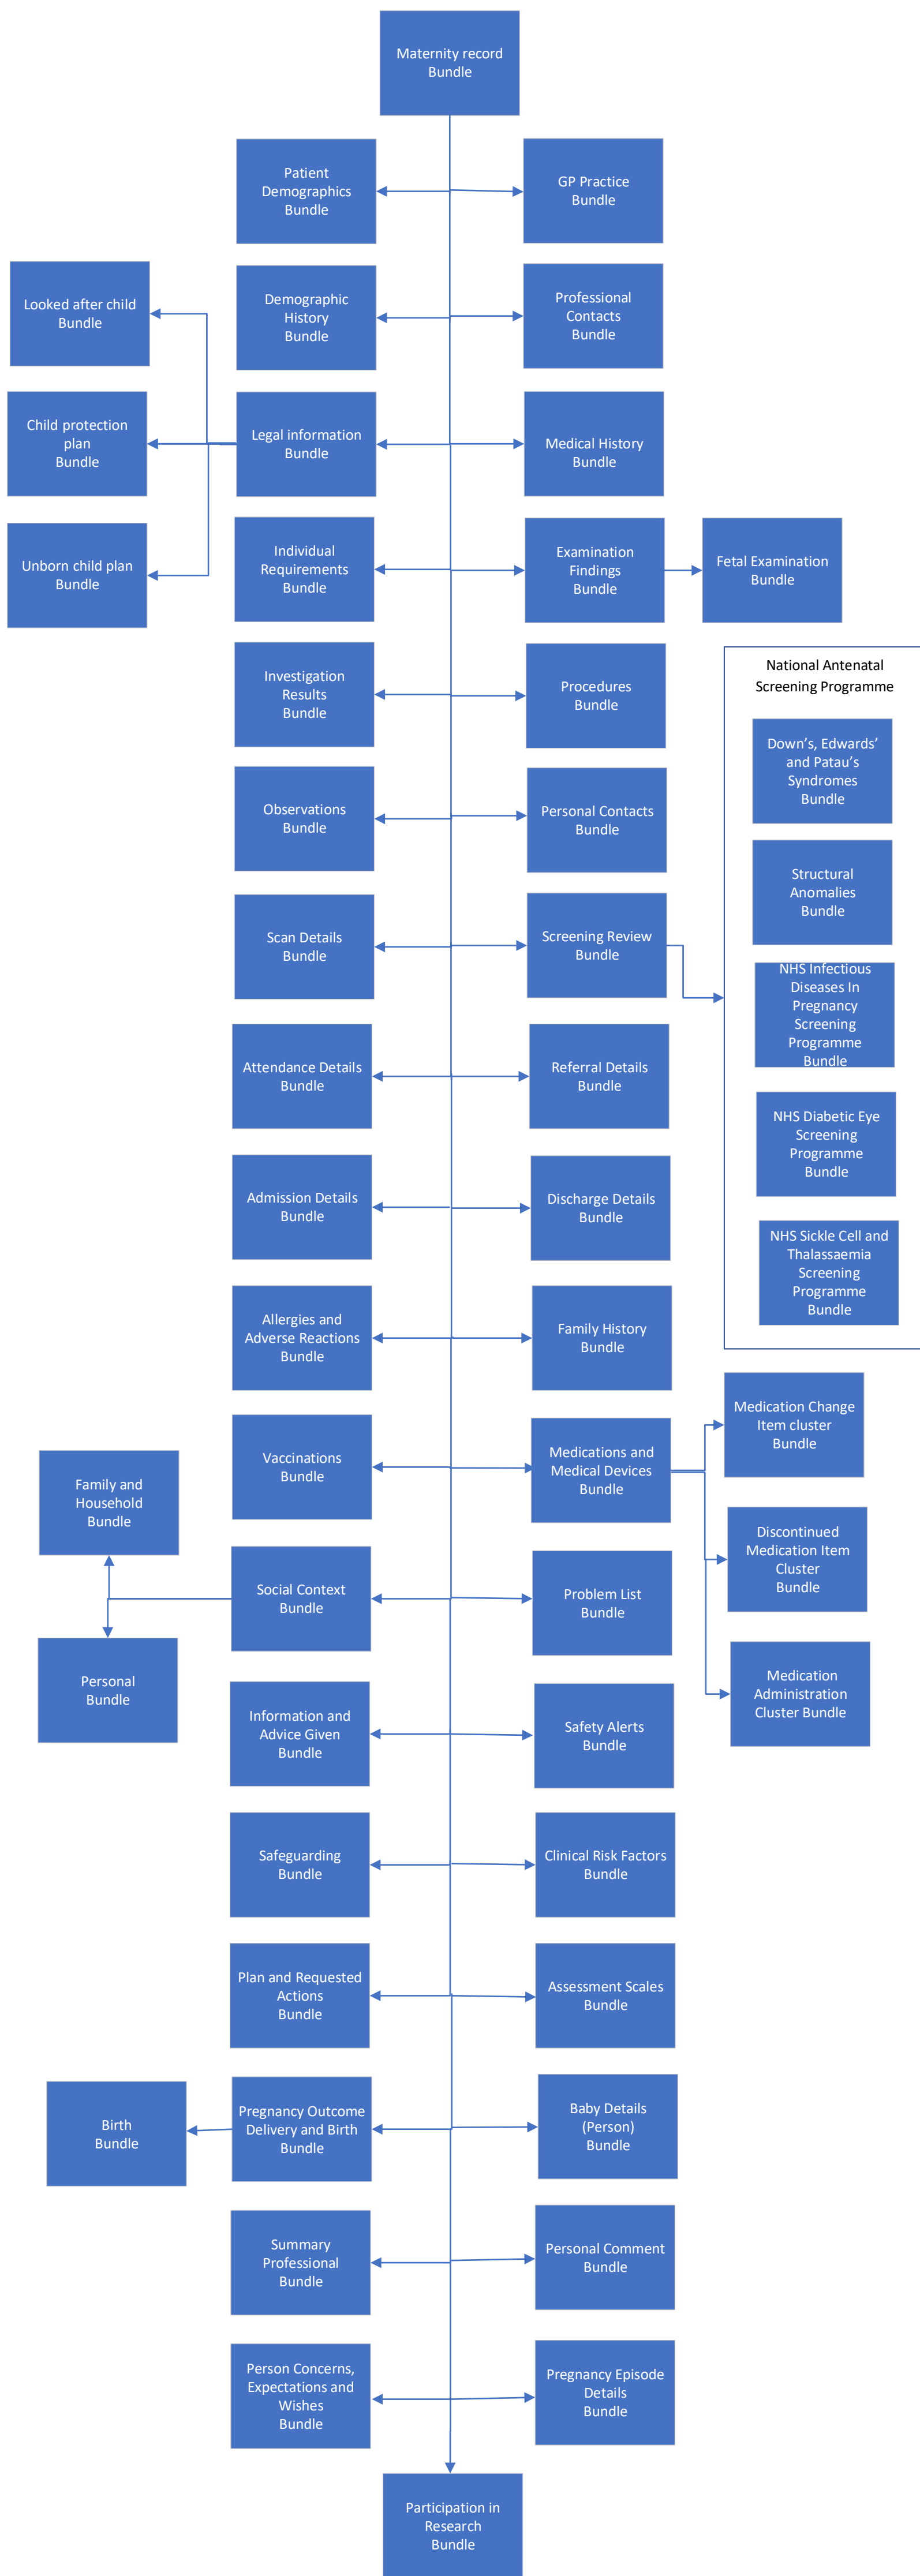 Maternity record
Bundle
Patient
Demographics
Bundle
GP Practice
Bundle
Looked after child
Bundle
Demographic
History
Bundle
Professional
Contacts
Bundle
Child protection
plan
Bundle
Legal information
Bundle
Medical History
Bundle
Unborn child plan
Bundle
Individual
Requirements
Bundle
Examination
Findings
Bundle
Fetal Examination
Bundle
Investigation
Results
Bundle
Procedures
Bundle
National Antenatal
Screening Programme
Down’s, Edwards’
and Patau’s
Syndromes
Bundle
Observations
Bundle
Personal Contacts
Bundle
Structural
Anomalies
Bundle
Scan Details
Bundle
Screening Review
Bundle
NHS Infectious
Diseases In
Pregnancy
Screening
Programme
Bundle
Attendance Details
Bundle
Referral Details
Bundle
NHS Diabetic Eye
Screening
Programme
Bundle
Admission Details
Bundle
Discharge Details
Bundle
NHS Sickle Cell and
Thalassaemia
Screening
Programme
Bundle
Allergies and
Adverse Reactions
Bundle
Family History
Bundle
Medication Change
Item cluster
Bundle
Vaccinations
Bundle
Medications and
Medical Devices
Bundle
Family and
Household
Bundle
Discontinued
Medication Item
Cluster
Bundle
Social Context
Bundle
Problem List
Bundle
Personal
Bundle
Medication
Administration
Cluster Bundle
Information and
Advice Given
Bundle
Safety Alerts
Bundle
Safeguarding
Bundle
Clinical Risk Factors
Bundle
Plan and Requested
Actions
Bundle
Assessment Scales
Bundle
Birth
Bundle
Pregnancy Outcome
Delivery and Birth
Bundle
Baby Details
(Person)
Bundle
Summary
Professional
Bundle
Personal Comment
Bundle
Person Concerns,
Expectations and
Wishes
Bundle
Pregnancy Episode
Details
Bundle
Participation in
Research
Bundle